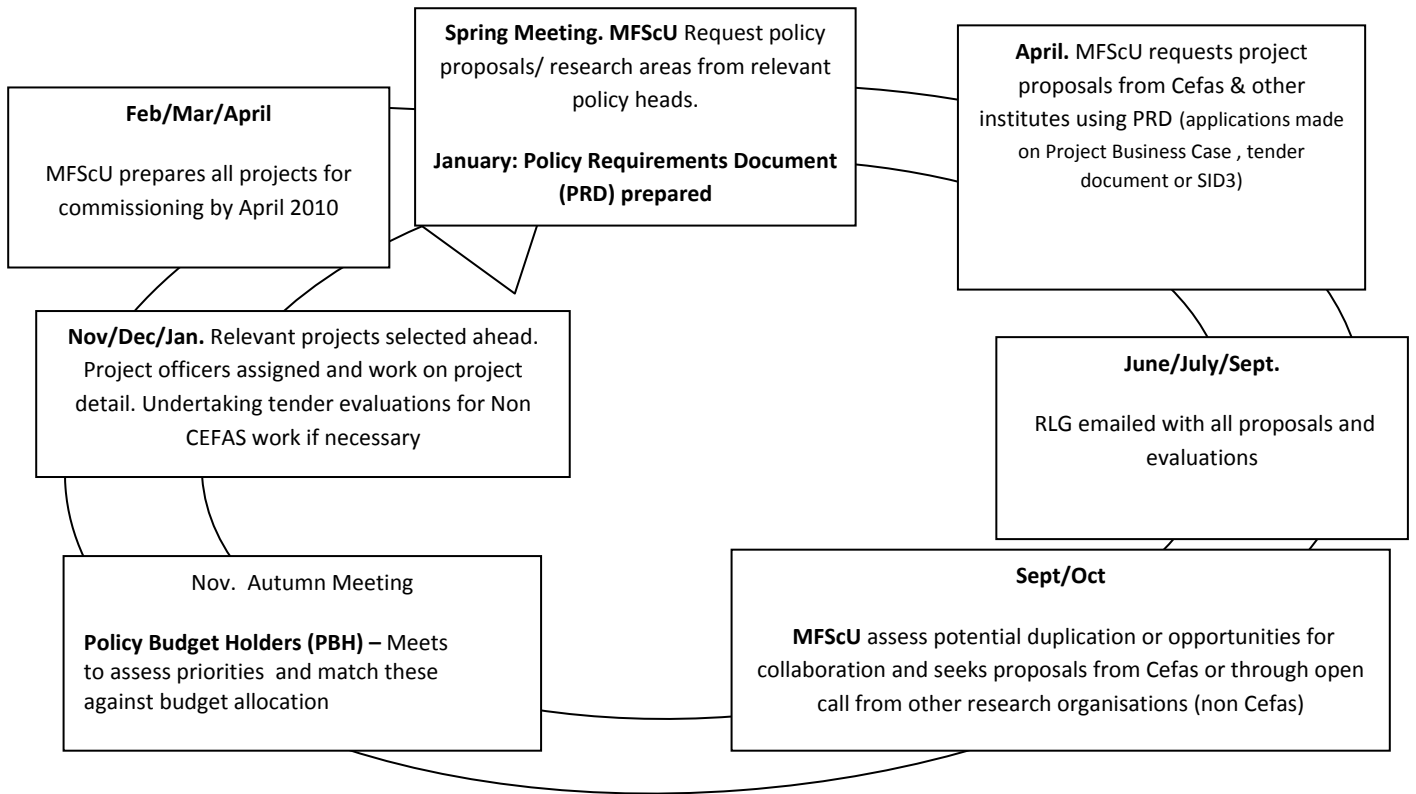 Spring Meeting. MFScU Request policy
proposals/ research areas from relevant
policy heads.
January: Policy Requirements Document
(PRD) prepared
April. MFScU requests project
proposals from Cefas & other
institutes using PRD (applications made
on Project Business Case , tender
document or SID3)
June/July/Sept.
RLG emailed with all proposals and
evaluations
Sept/Oct
MFScU assess potential duplication or opportunities for
collaboration and seeks proposals from Cefas or through open
call from other research organisations (non Cefas)
Nov. Autumn Meeting
Policy Budget Holders (PBH) – Meets
to assess priorities and match these
against budget allocation
Nov/Dec/Jan. Relevant projects selected ahead.
Project officers assigned and work on project
detail. Undertaking tender evaluations for Non
CEFAS work if necessary
Feb/Mar/April
MFScU prepares all projects for
commissioning by April 2010